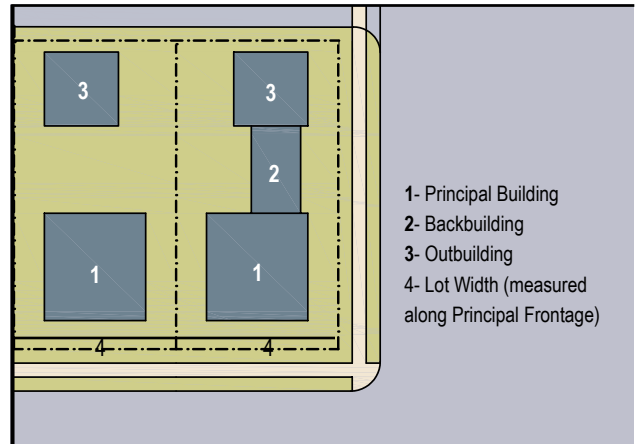 3 3
2
1 1
4 4
1- Principal Building
2- Backbuilding
3- Outbuilding
4- Lot Width (measured
along Principal Frontage)